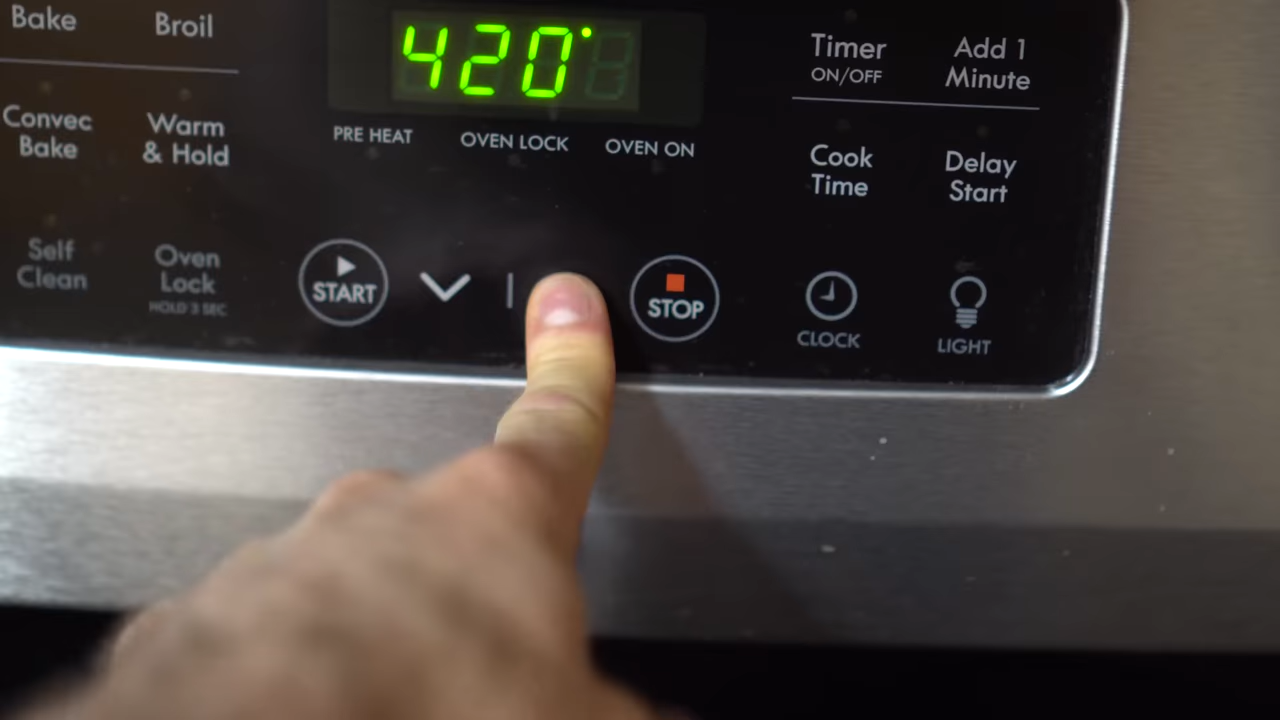 Bake
Broil
420°
Timer
ON/OFF
Add 1
Minute
Convec
Bake
Warm
& Hold
PRE HEAT
OVEN LOCK
OVEN ON
Cook
Time
Delay
Start
Self
Clean
Oven
Lock
HOLD 3 SEC
START
STOP
CLOCK
LIGHT